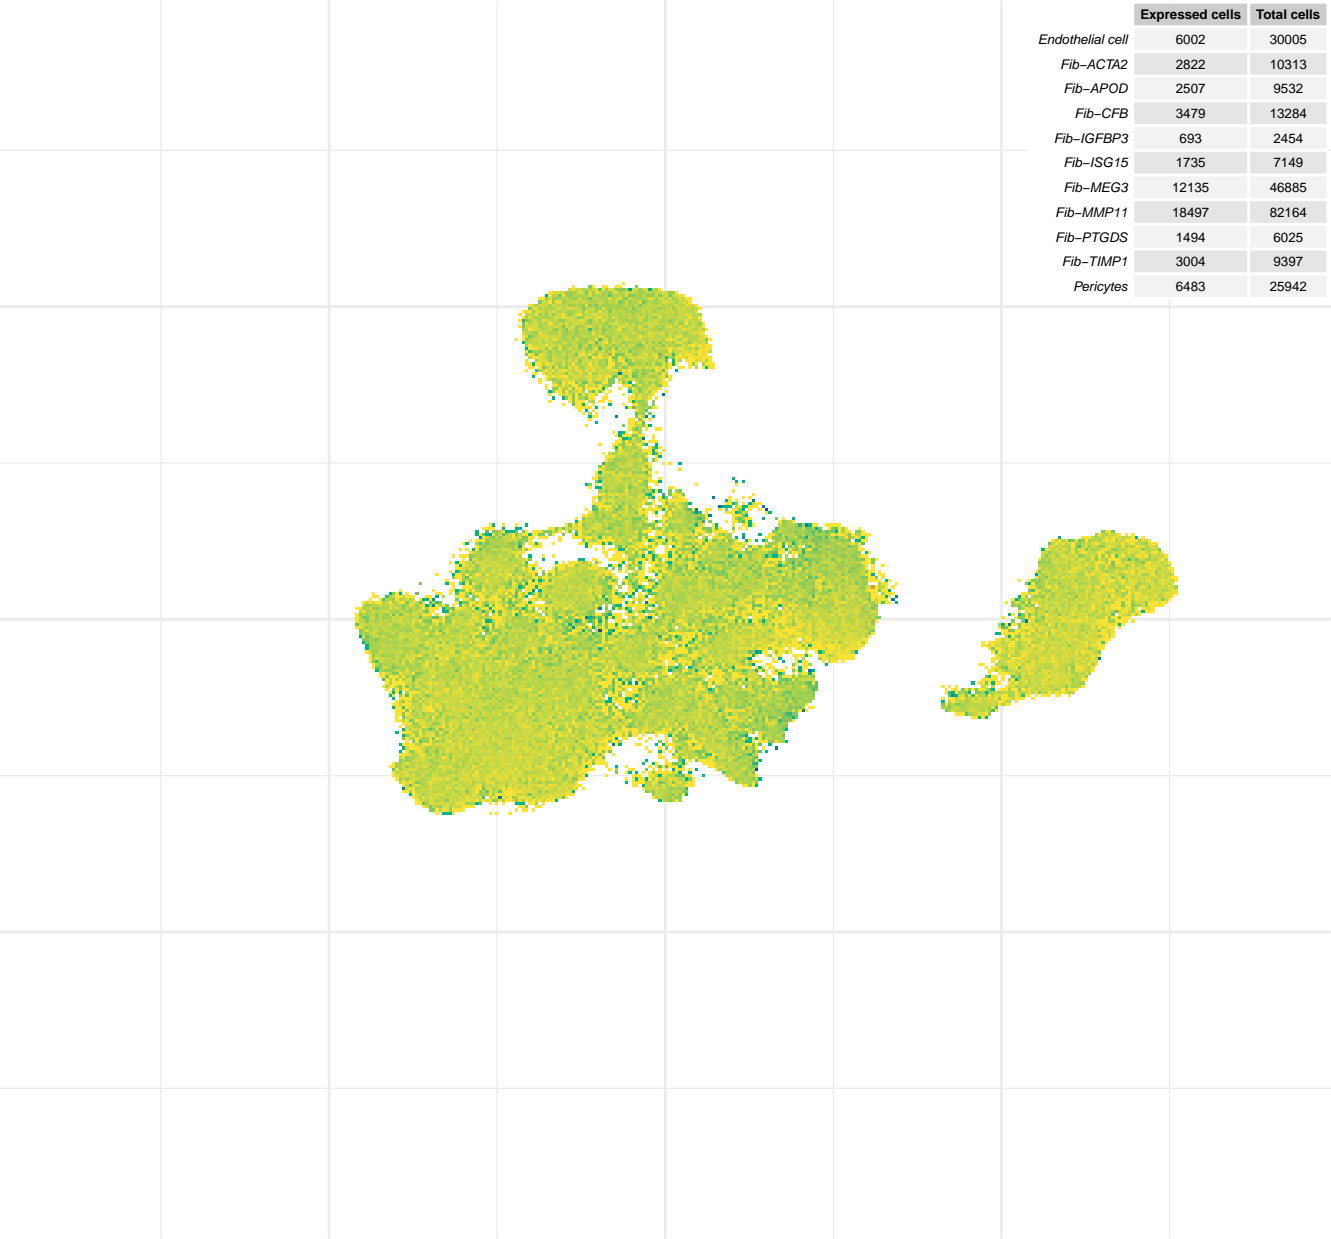 Expressed cells Total cells
Endothelial cell 6002 30005
Fib−ACTA2 2822 10313
Fib−APOD 2507 9532
Fib−CFB 3479 13284
Fib−IGFBP3 693 2454
Fib−ISG15 1735 7149
Fib−MEG3 12135 46885
Fib−MMP11 18497 82164
Fib−PTGDS 1494 6025
Fib−TIMP1 3004 9397
Pericytes 6483 25942